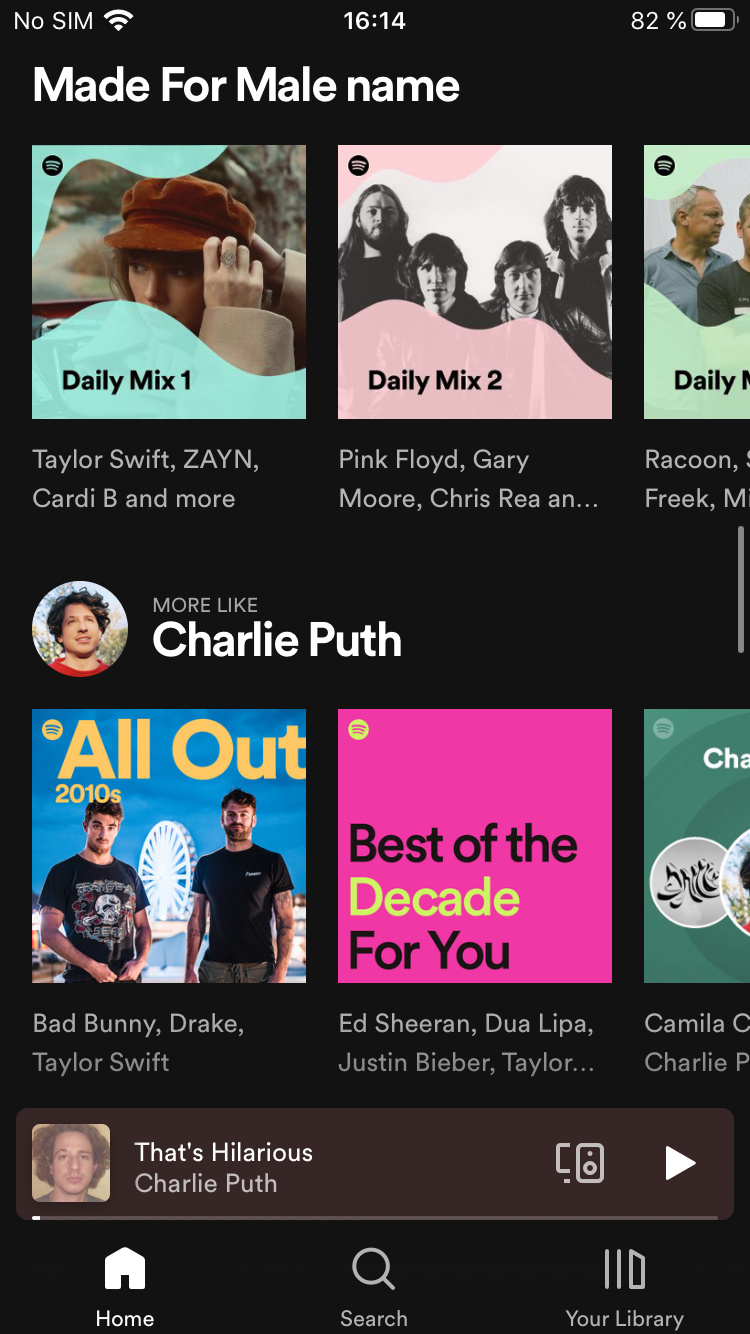 No SIM 16:14 82 %
Made For Male name
Daily Mix 1
Daily Mix 2
Daily M
Taylor Swift, ZAYN,
Cardi B and more
Pink Floyd, Gary
Moore, Chris Rea an...
Racoon,
Freek, Mi
MORE LIKE
Charlie Puth
All Out
2010s
Best of the
Decade
For You
Cha
Bad Bunny, Drake,
Taylor Swift
Ed Sheeran, Dua Lipa,
Justin Bieber, Taylor...
Camila C
Charlie P
That's Hilarious
Charlie Puth
Home
Search
Your Library